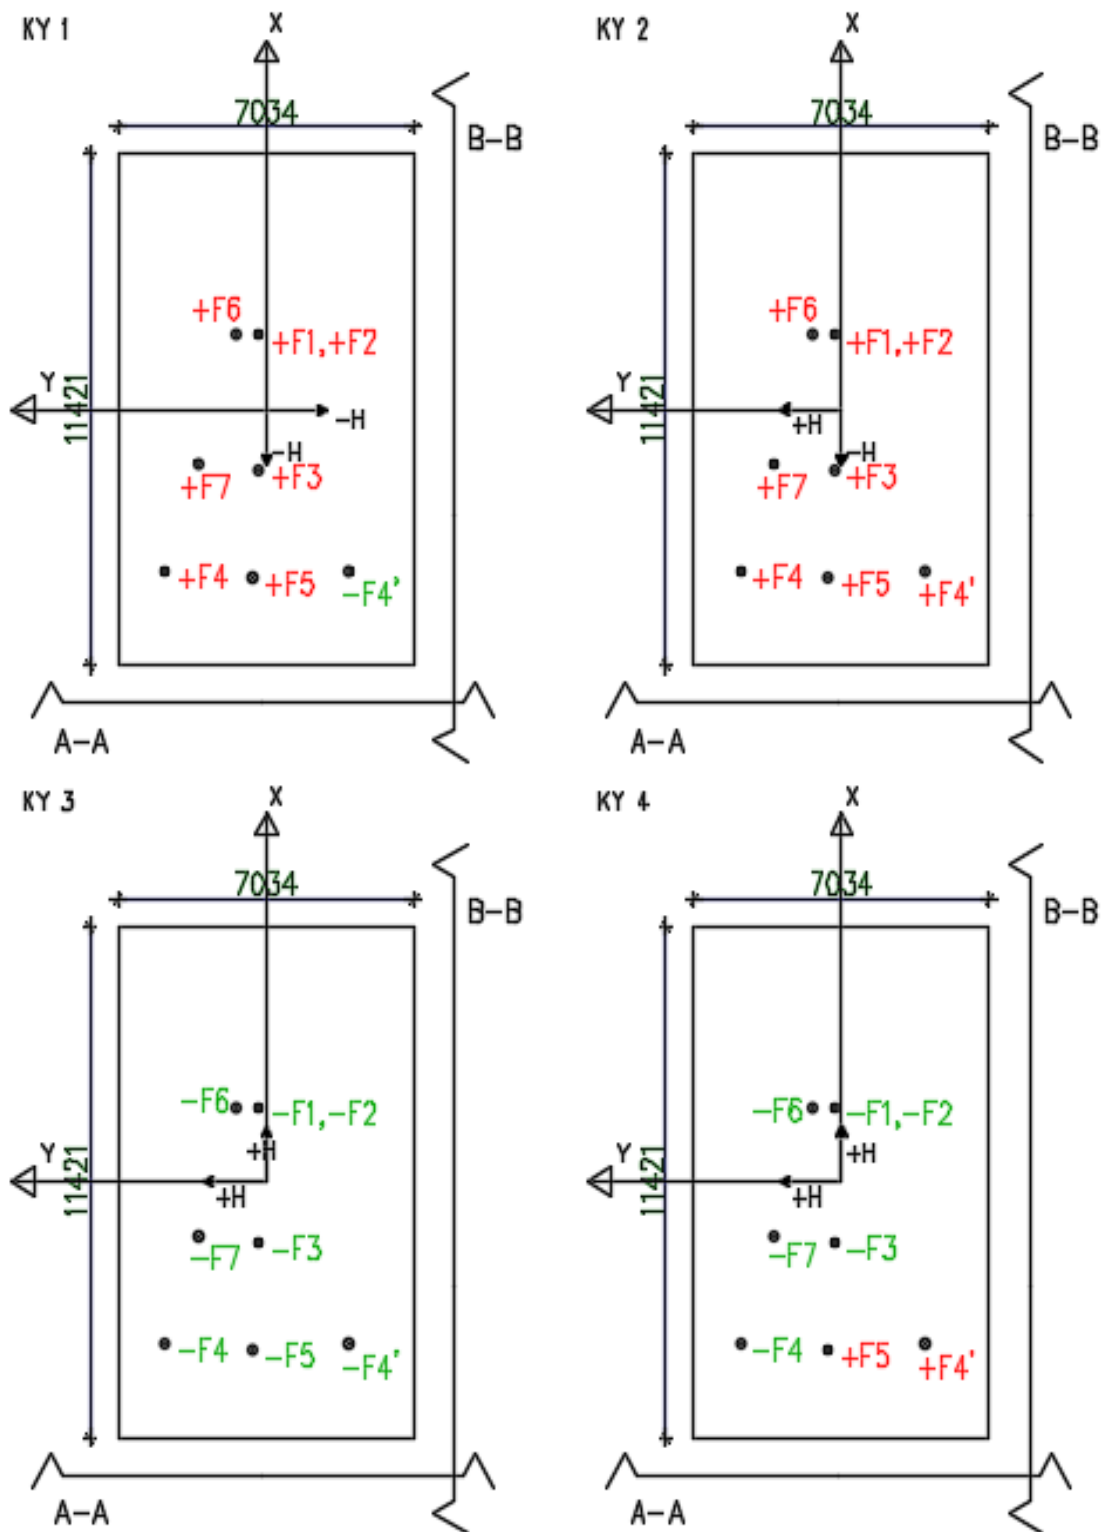 KY 1
X
7034
B-B
+F6
+F1,+F2
Y
11421
-H
-H
+F7
+F3
+F4
+F5
-F4'
A-A
KY 2
X
7034
B-B
+F6
+F1,+F2
Y
11421
+H
-H
+F7
+F3
+F4
+F5
+F4'
A-A
KY 3
X
7034
B-B
-F6
-F1,-F2
+H
Y
11421
+H
-F7
-F3
-F4
-F5
-F4'
A-A
KY 4
X
7034
B-B
-F6
-F1,-F2
+H
Y
11421
+H
-F7
-F3
-F4
+F5
+F4'
A-A